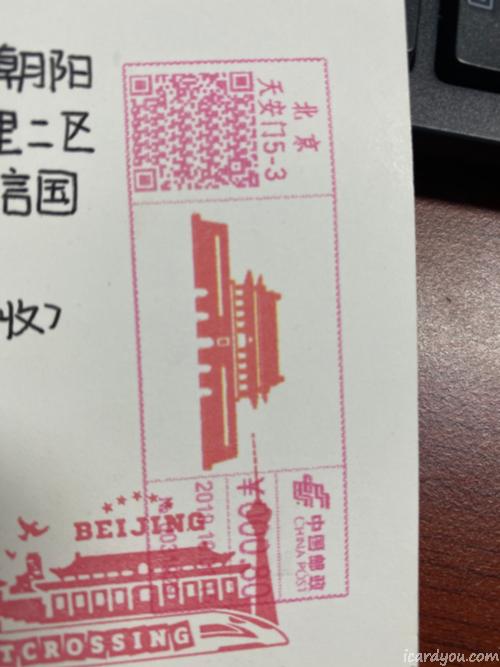 朝阳
里二区
信国
收)
北京
天安门5-3
中国邮政
CHINA POST
BEIJING
TCROSSING
icardyou.com